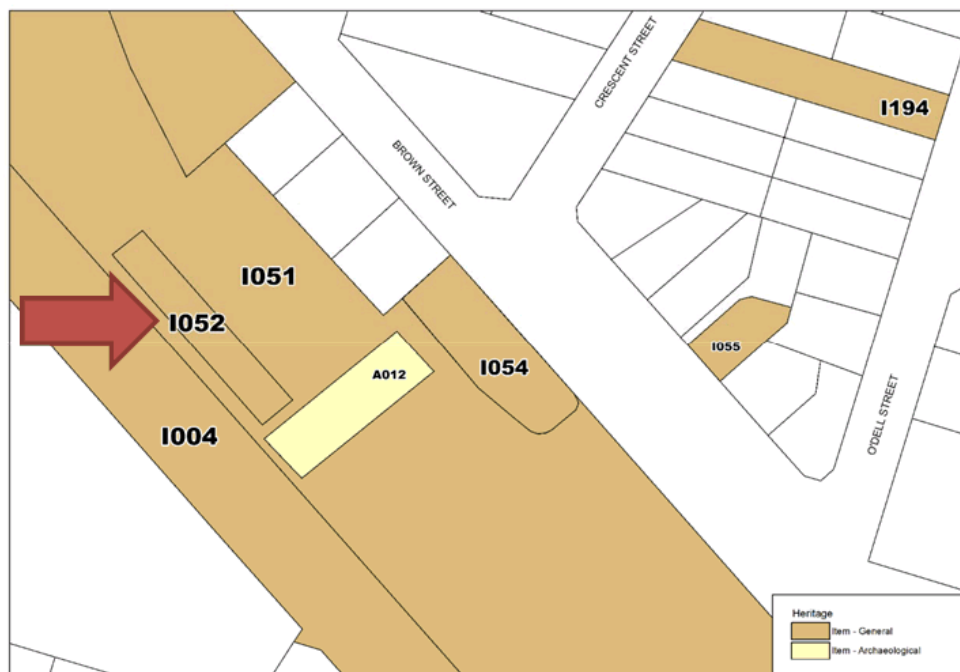 CRESCENT STREET
I194
BROWN STREET
I051
I052
I055
I054
A012
O'DELL STREET
I004
Heritage
Item - General
Item - Archaeological